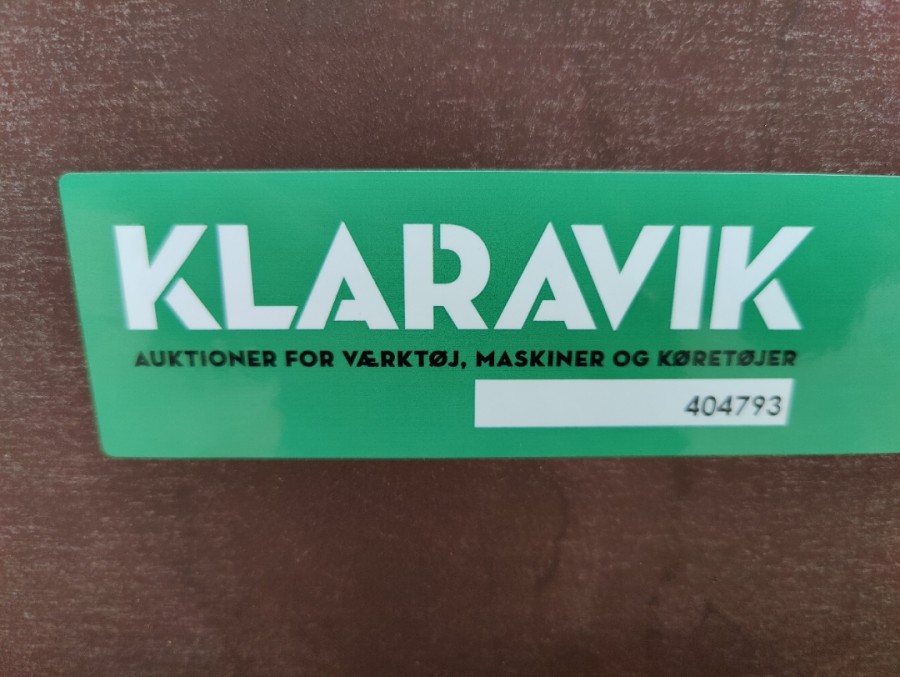 KLARAVIK
AUKTIONER FOR VÆRKTØJ, MASKINER OG KØRETØJER
404793